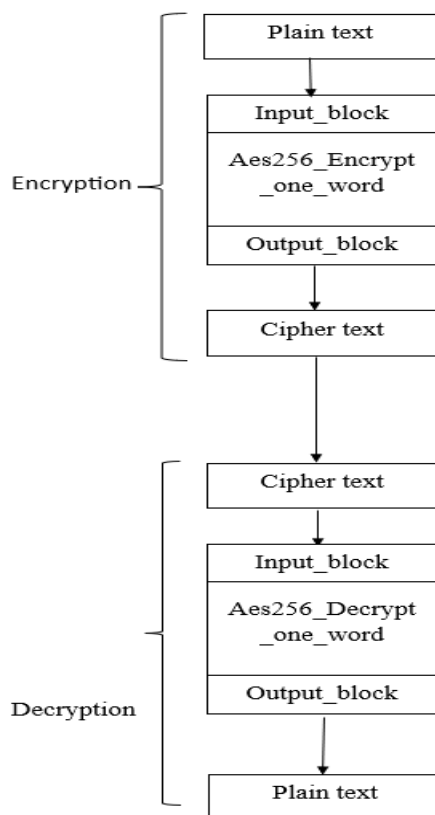 Plain text
Input_block
Aes256_Encrypt
_one_word
Encryption
Output_block
Cipher text
Cipher text
Input_block
Aes256_Decrypt
_one_word
Output_block
Decryption
Plain text